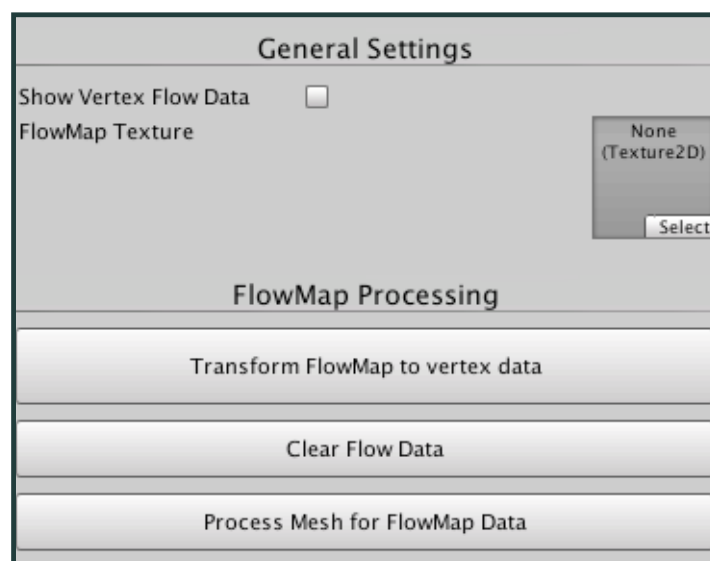 General Settings
Show Vertex Flow Data
FlowMap Texture
None
(Texture2D)
Select
FlowMap Processing
Transform FlowMap to vertex data
Clear Flow Data
Process Mesh for FlowMap Data